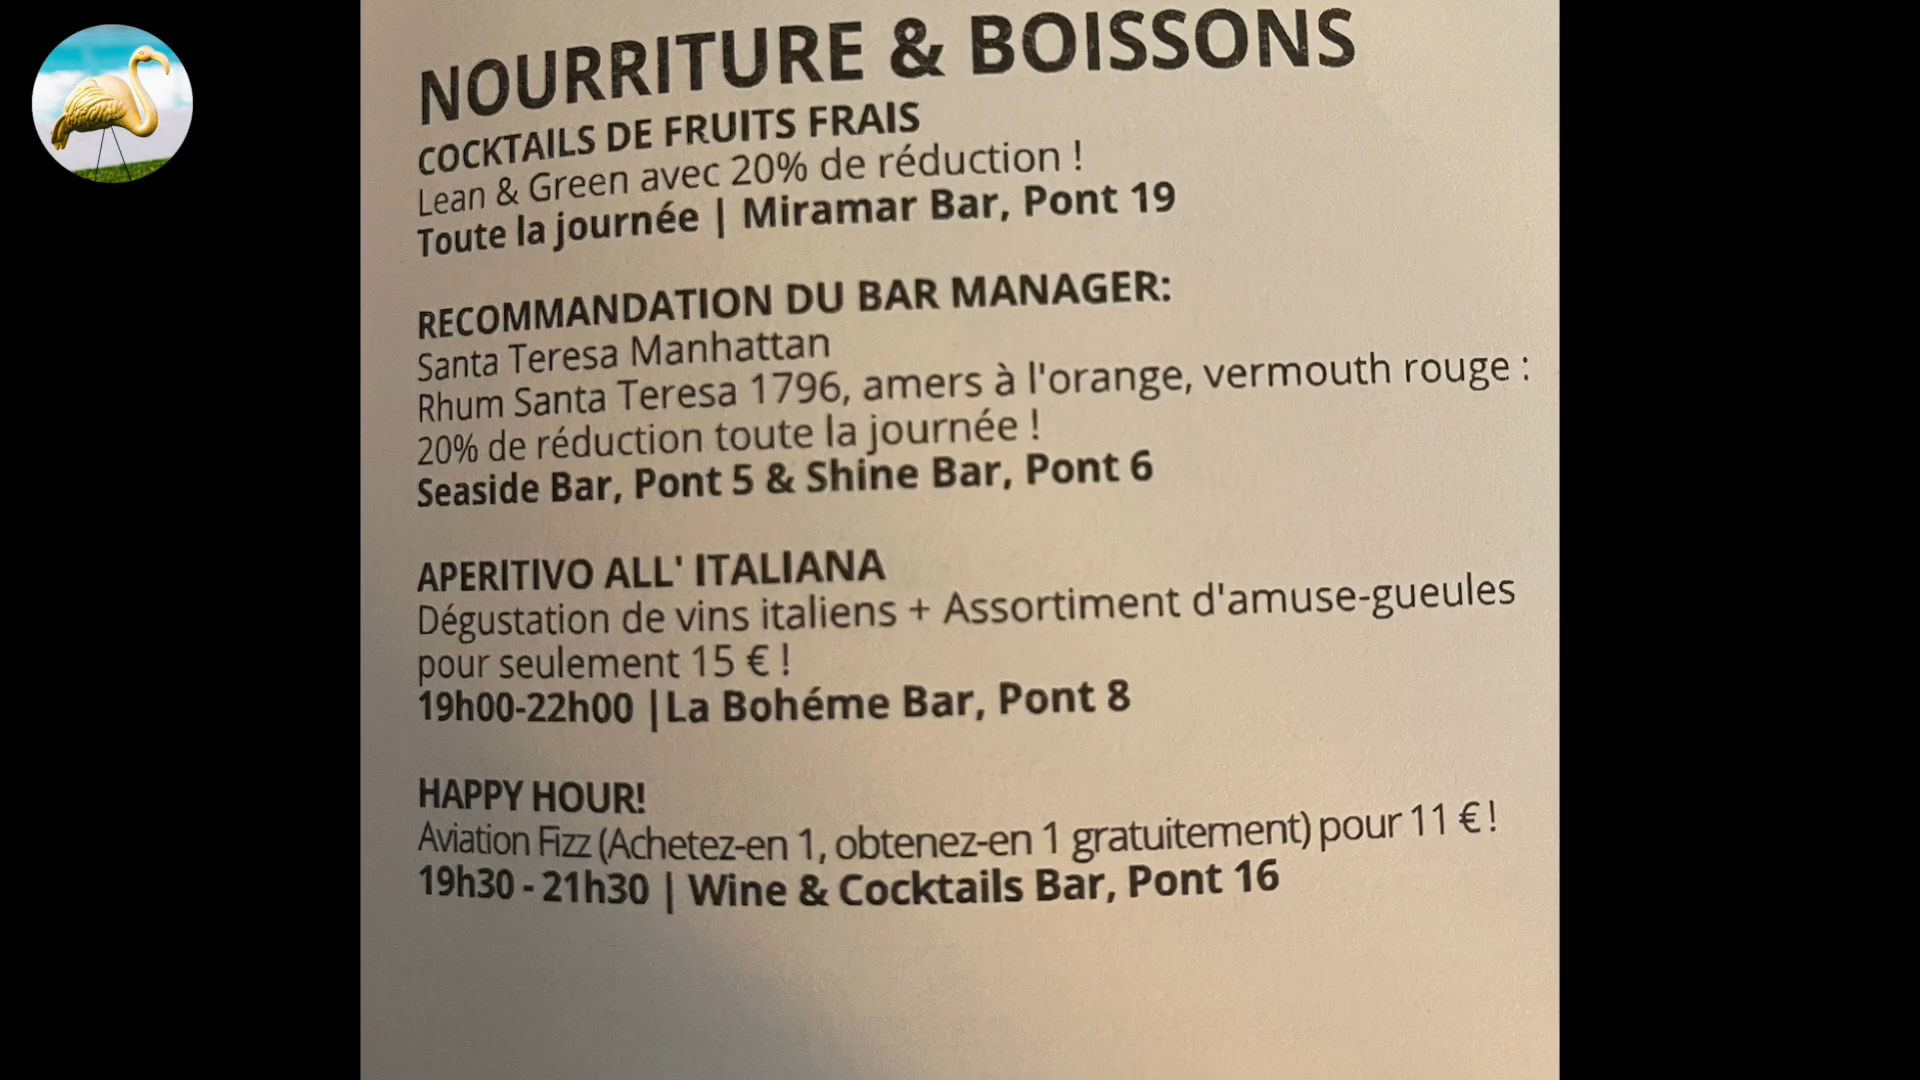 NOURRITURE & BOISSONS
COCKTAILS DE FRUITS FRAIS
Lean & Green avec 20% de réduction !
Toute la journée | Miramar Bar, Pont 19
RECOMMANDATION DU BAR MANAGER:
Santa Teresa Manhattan
Rhum Santa Teresa 1796, amers à l'orange, vermouth rouge :
20% de réduction toute la journée !
Seaside Bar, Pont 5 & Shine Bar, Pont 6
APERITIVO ALL' ITALIANA
Dégustation de vins italiens + Assortiment d'amuse-gueules
pour seulement 15 € !
19h00-22h00 |La Bohéme Bar, Pont 8
HAPPY HOUR!
Aviation Fizz (Achetez-en 1, obtenez-en 1 gratuitement) pour 11 € !
19h30 - 21h30 | Wine & Cocktails Bar, Pont 16